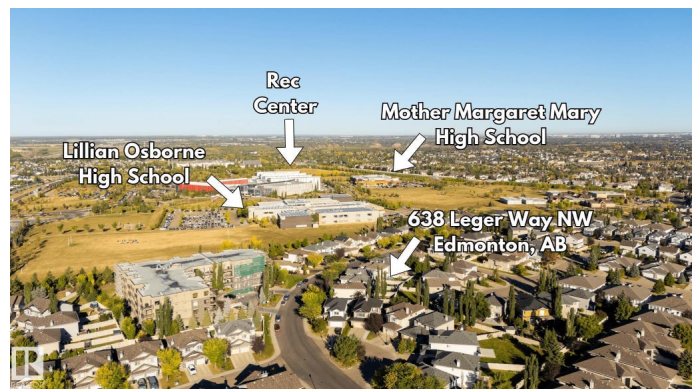 Rec
Center
Mother Margaret Mary
High School
Lillian Osborne
High School
638 Leger Way NW
Edmonton, AB
R